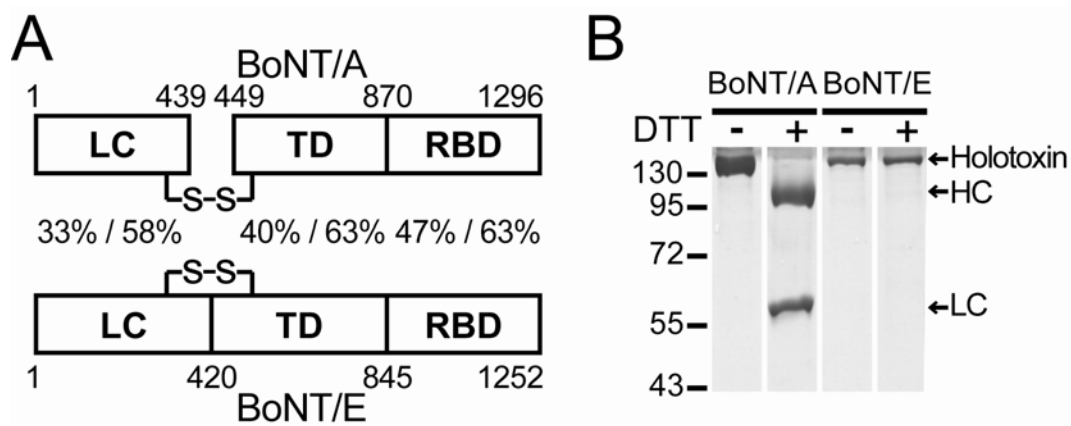 A
BoNT/A
1 439 449 870 1296
LC TD RBD
S-S
33% / 58% 40% / 63% 47% / 63%
S-S
LC TD RBD
1 420 845 1252
BoNT/E
B
BoNT/A BoNT/E
DTT - + - +
130 Holotoxin
95 HC
72
55 LC
43